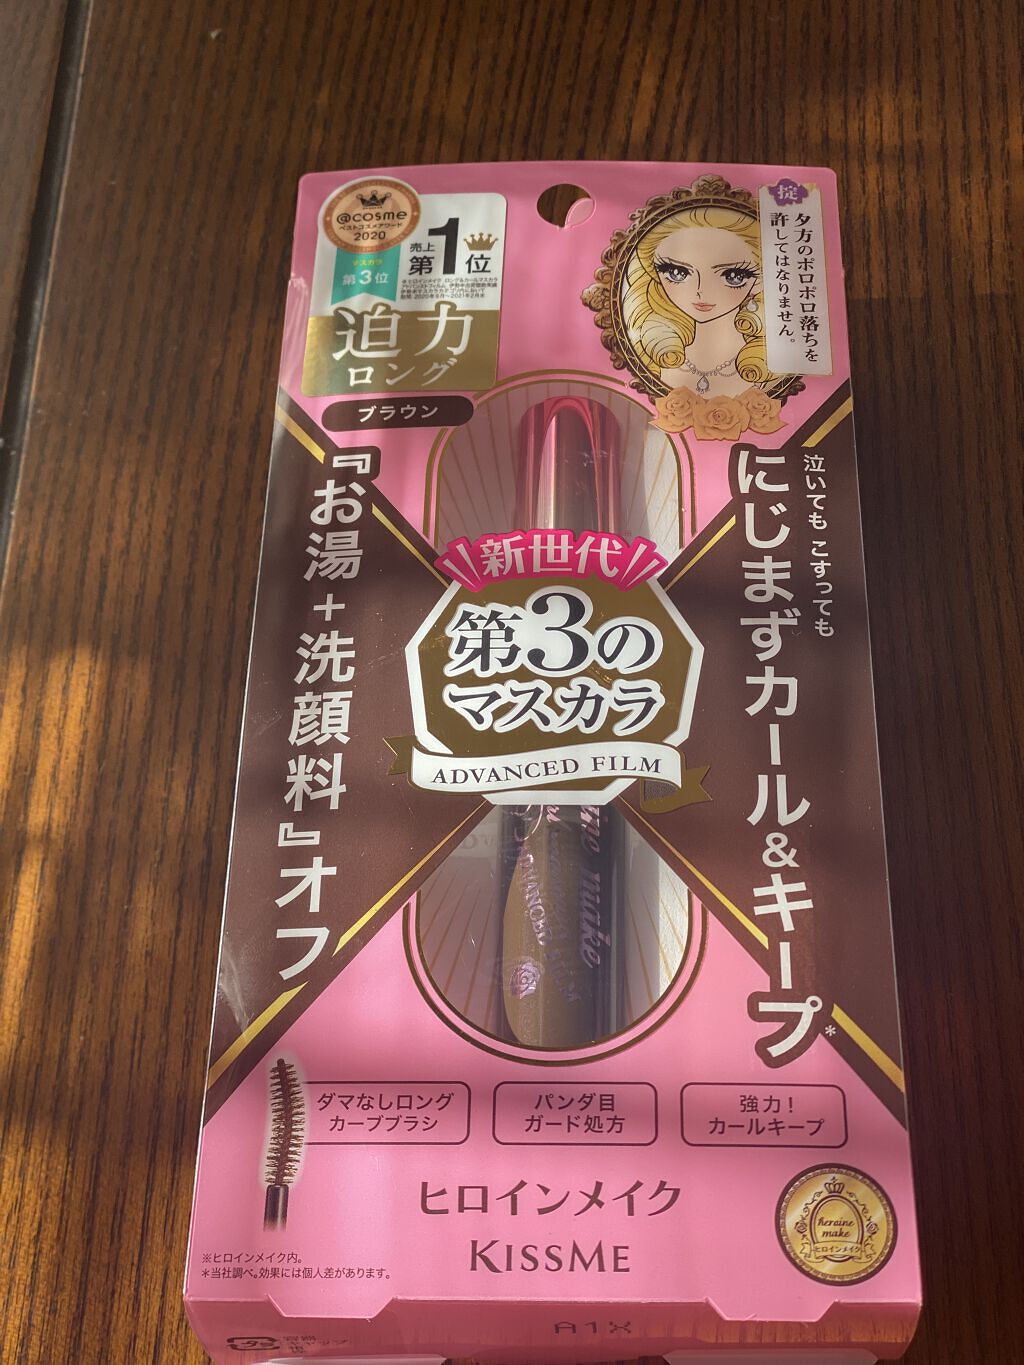 @cosme
ベストコスメアワード
2020
マスカラ
第3位
売上
第1位
迫力
ロング
ブラウン
掟
夕方のポロポロ落ちを
許してはなりません。
泣いても こすっても
にじまずカール&キープ*
『お湯+洗顔料』オフ
新世代
第3の
マスカラ
ADVANCED FILM
ダマなしロング
カーブブラシ
パンダ目
ガード処方
強力!
カールキープ
ヒロインメイク
KISSME
Heroine
make
ヒロインメイク
※ヒロインメイク内。
*当社調べ。効果には個人差があります。
A1X